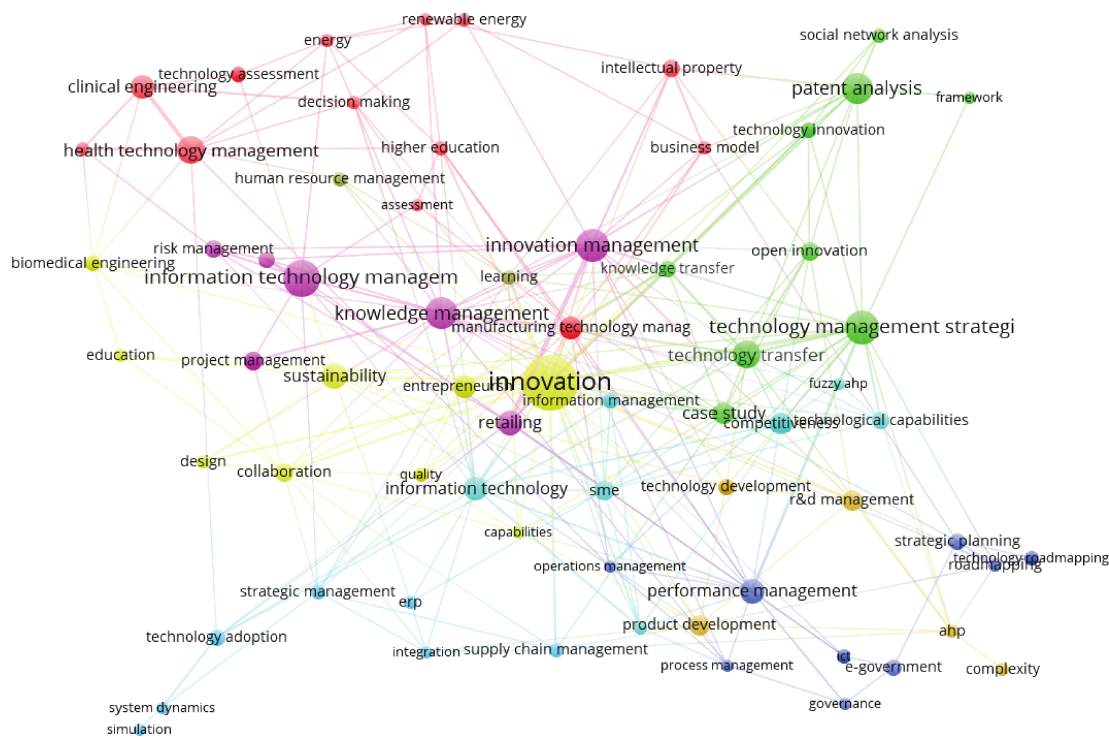 renewable energy
social network analysis
energy
intellectual property
technology assessment
clinical engineering
patent analysis
framework
decision making
technology innovation
health technology management
higher education
business model
human resource management
assessment
risk management
innovation management
open innovation
biomedical engineering
information technology managem
learning
knowledge transfer
knowledge management
manufacturing technology manag
technology management strategi
education
project management
technology transfer
sustainability
entrepreneursh
innovation
fuzzy ahp
information management
retailing
case study
competitiveness
technological capabilities
design
collaboration
quality
information technology
sme
technology development
r&d management
capabilities
strategic planning
technology roadmapping
roadmapping
operations management
strategic management
performance management
erp
technology adoption
product development
ahp
integration
supply chain management
process management
ict
e-government
complexity
system dynamics
governance
simulation